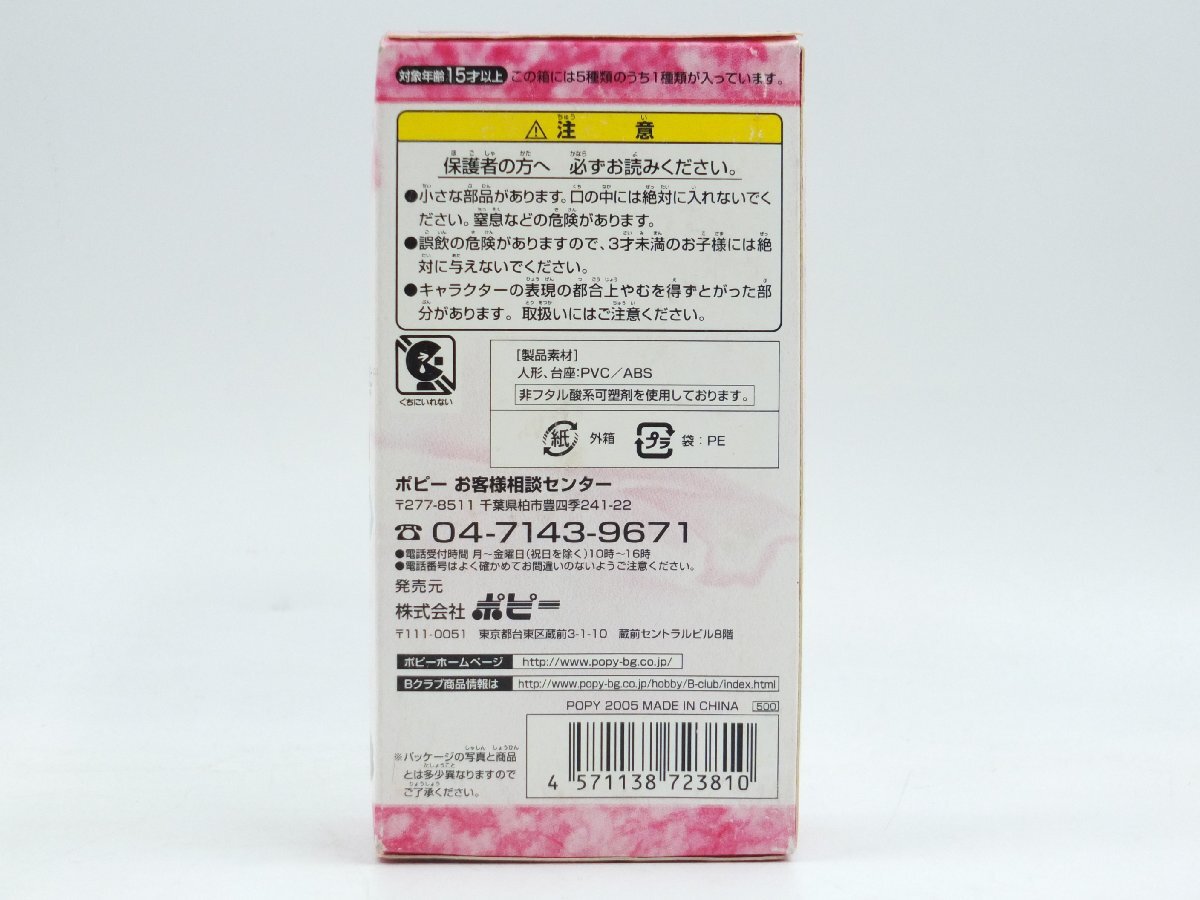 対象年齢15才以上 この箱には5種類のうち1種類が入っています。
⚠注意
保護者の方へ 必ずお読みください。
●小さな部品があります。口の中には絶対に入れないでく
ださい。窒息などの危険があります。
●誤飲の危険がありますので、3才未満のお子様には絶
対に与えないでください。
●キャラクターの表現の都合上やむを得ずとがった部
分があります。取扱いにはご注意ください。
くちにいれない
[製品素材]
人形、台座:PVC/ABS
非フタル酸系可塑剤を使用しております。
紙 外箱 プラ 袋:PE
ポピー お客様相談センター
〒277-8511 千葉県柏市豊四季241-22
☎04-7143-9671
●電話受付時間 月~金曜日(祝日を除く)10時~16時
●電話番号はよく確かめてお間違いのないようご注意ください。
発売元
株式会社 ポピー
〒111-0051 東京都台東区蔵前3-1-10 蔵前セントラルビル8階
ポピーホームページ http://www.popy-bg.co.jp/
Bクラブ商品情報は http://www.popy-bg.co.jp/hobby/B-club/index.html
POPY 2005 MADE IN CHINA 500
※パッケージの写真と商品
とは多少異なりますので
ご了承ください。
4 571138 723810